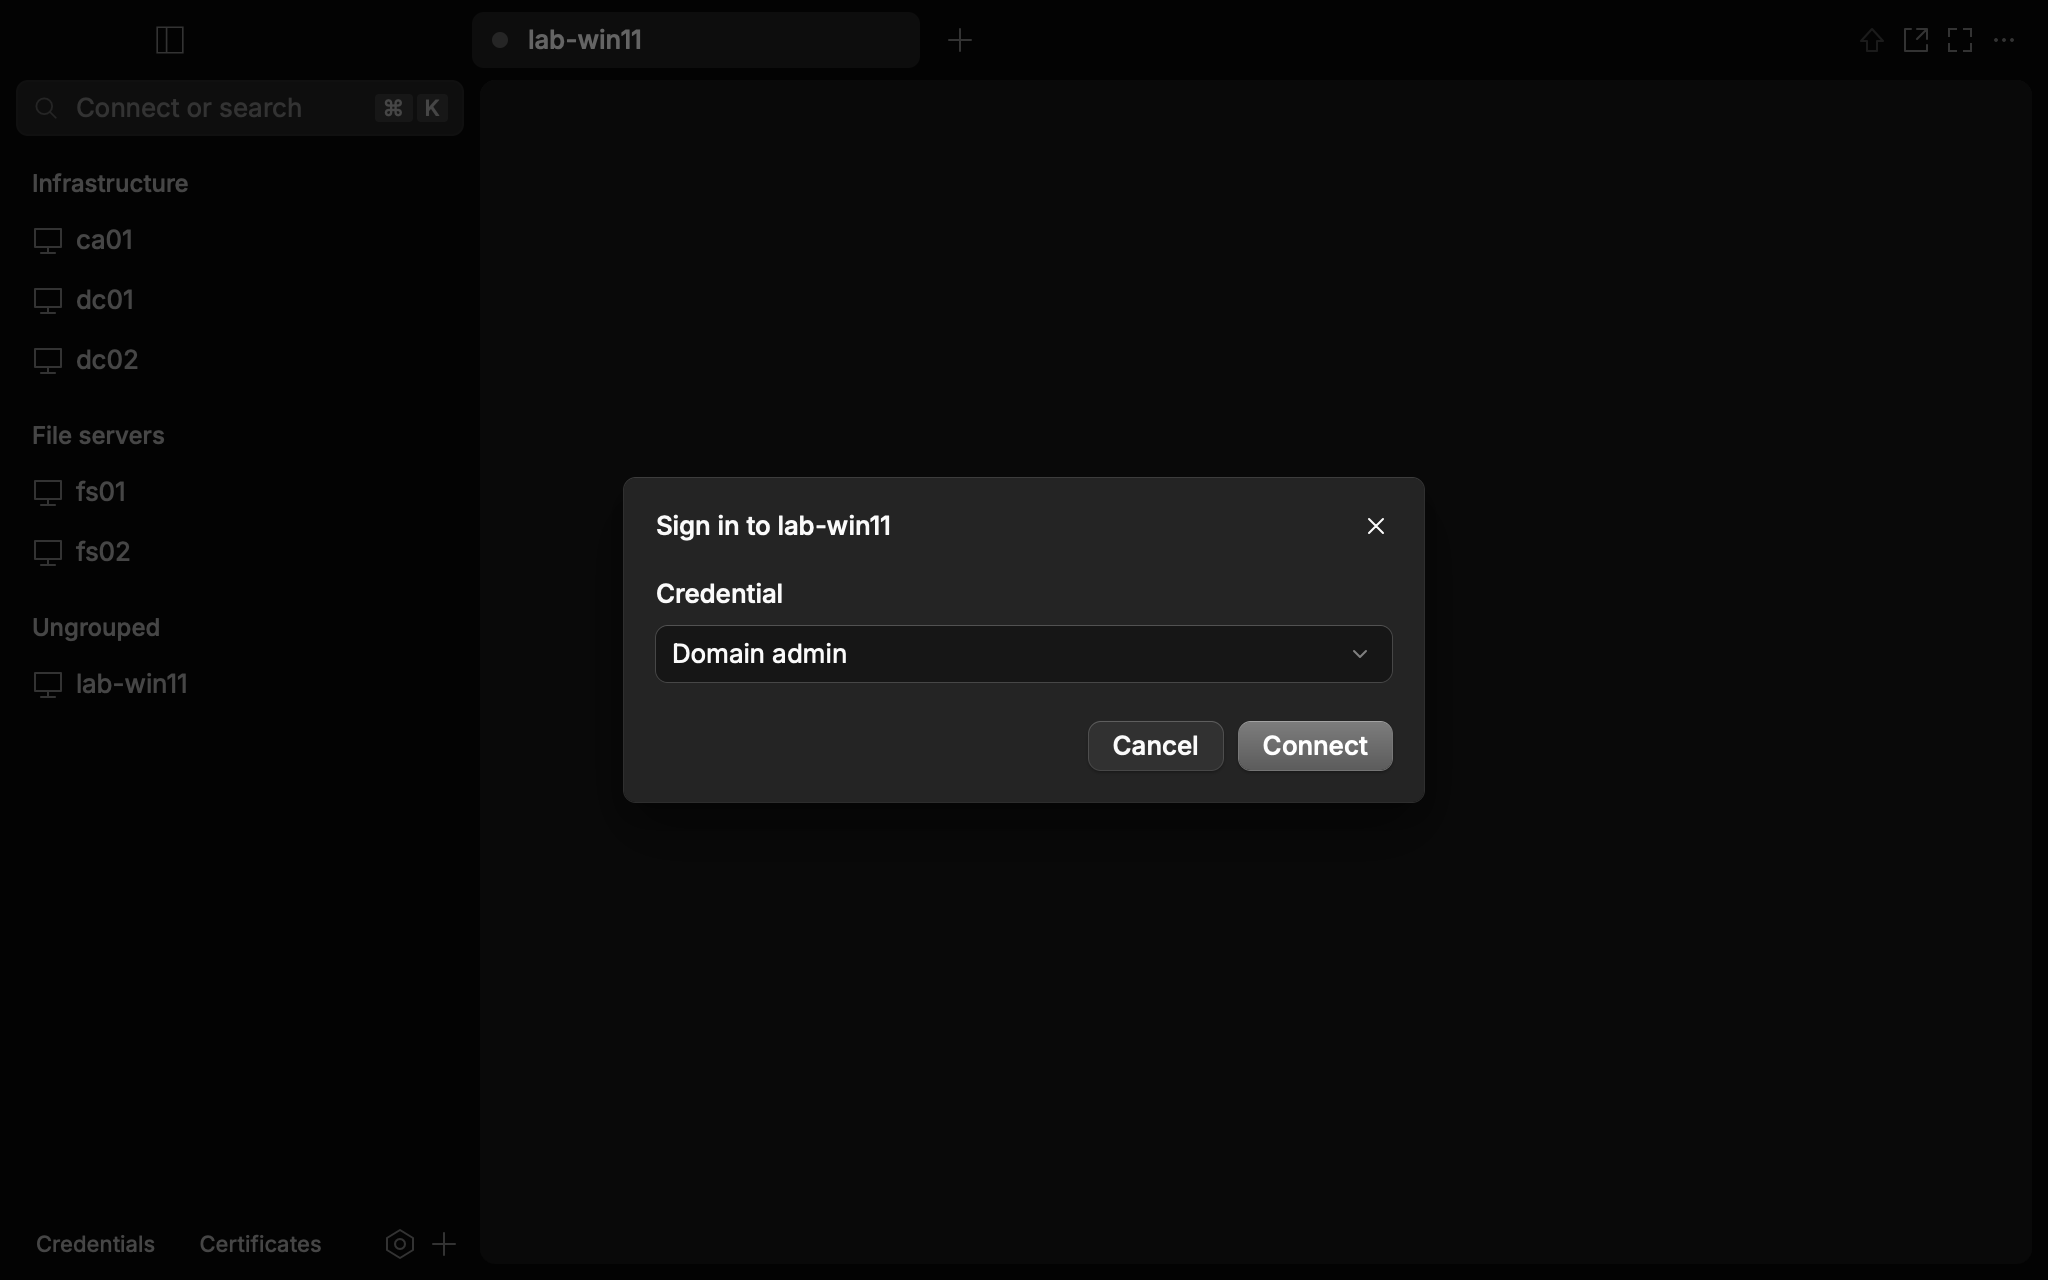 lab-win11
Connect or search ⌘ K
Infrastructure
ca01
dc01
dc02
File servers
fs01
fs02
Ungrouped
lab-win11
Sign in to lab-win11
Credential
Domain admin
Cancel Connect
Credentials Certificates